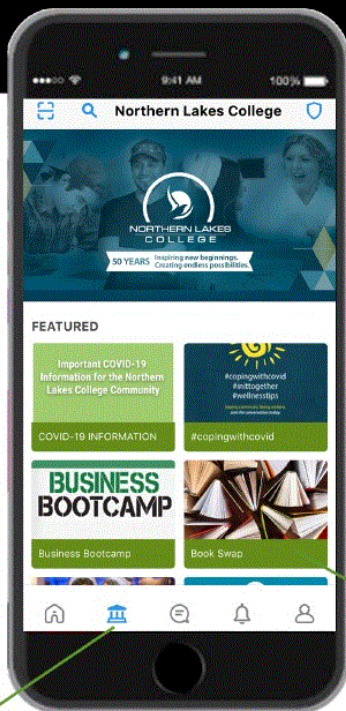 9:41 AM
100%
Northern Lakes College
NORTHERN LAKES
COLLEGE
50 YEARS
Inspiring new beginnings.
Creating endless possibilities.
FEATURED
Important COVID-19
Information for the Northern
Lakes College Community
COVID-19 INFORMATION
#copingwithcovid
#inittogether
#wellnesstips
#copingwithcovid
BUSINESS
BOOTCAMP
Business Bootcamp
Book Swap